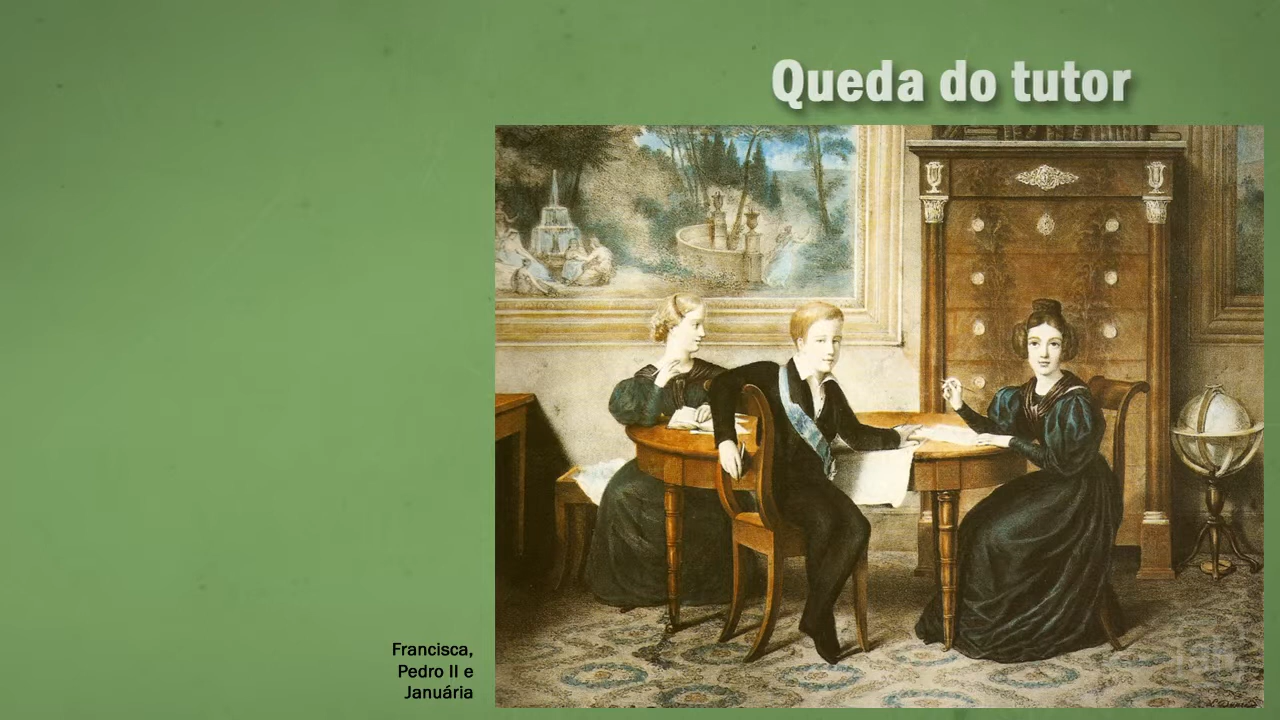 Queda do tutor
Francisca,
Pedro II e
Januária